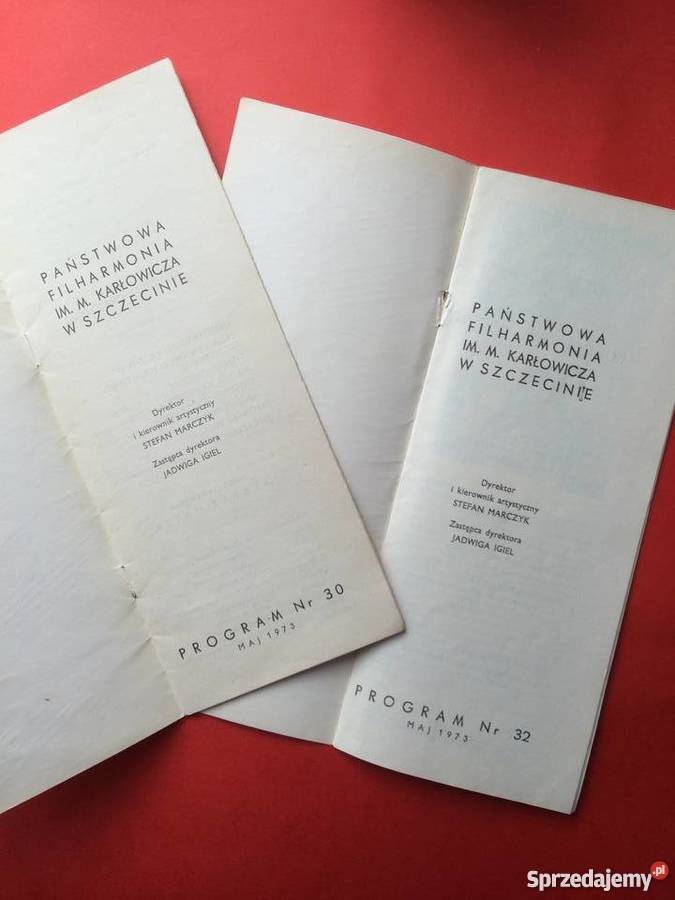 PAŃSTWOWA
FILHARMONIA
IM. M. KARŁOWICZA
W SZCZECINIE
Dyrektor
i kierownik artystyczny
STEFAN MARCZYK
Zastępca dyrektora
JADWIGA IGIEL
PROGRAM Nr 30
MAJ 1973
PAŃSTWOWA
FILHARMONIA
IM. M. KARŁOWICZA
W SZCZECINIE
Dyrektor
i kierownik artystyczny
STEFAN MARCZYK
Zastępca dyrektora
JADWIGA IGIEL
PROGRAM Nr 32
MAJ 1973
Sprzedajemy.pl